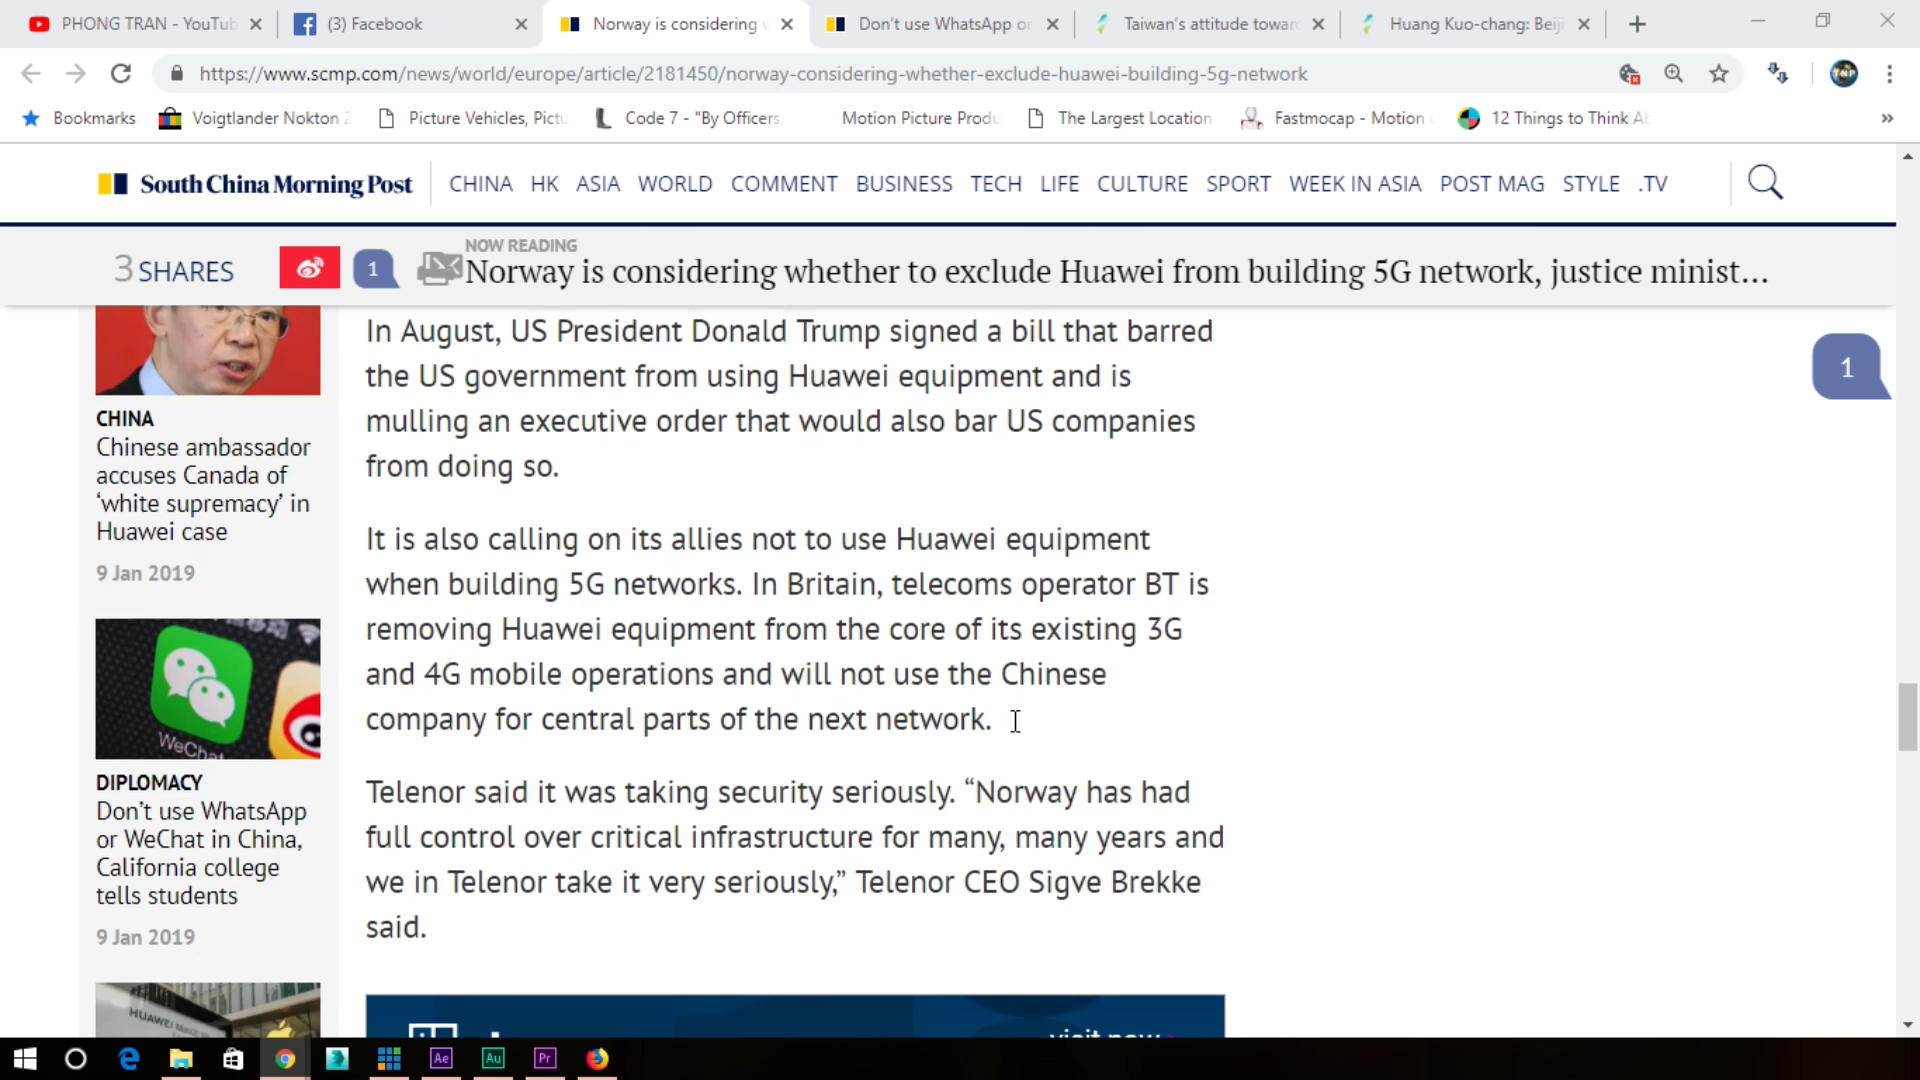 PHONG TRAN - YouTub
(3) Facebook
Norway is considering
Don't use WhatsApp or
Taiwan's attitude towar
Huang Kuo-chang: Beij
https://www.scmp.com/news/world/europe/article/2181450/norway-considering-whether-exclude-huawei-building-5g-network
Bookmarks
Voigtlander Nokton 2
Picture Vehicles, Pictu
Code 7 - "By Officers
Motion Picture Produ
The Largest Location
Fastmocap - Motion
12 Things to Think Ab
South China Morning Post
CHINA HK ASIA WORLD COMMENT BUSINESS TECH LIFE CULTURE SPORT WEEK IN ASIA POST MAG STYLE .TV
3 SHARES
1
NOW READING
Norway is considering whether to exclude Huawei from building 5G network, justice minist...
CHINA
Chinese ambassador
accuses Canada of
‘white supremacy’ in
Huawei case
9 Jan 2019
WeChat
DIPLOMACY
Don’t use WhatsApp
or WeChat in China,
California college
tells students
9 Jan 2019
HUAWEI
In August, US President Donald Trump signed a bill that barred
the US government from using Huawei equipment and is
mulling an executive order that would also bar US companies
from doing so.
It is also calling on its allies not to use Huawei equipment
when building 5G networks. In Britain, telecoms operator BT is
removing Huawei equipment from the core of its existing 3G
and 4G mobile operations and will not use the Chinese
company for central parts of the next network.
Telenor said it was taking security seriously. “Norway has had
full control over critical infrastructure for many, many years and
we in Telenor take it very seriously,” Telenor CEO Sigve Brekke
said.
visit now
1
Ae
Au
Pr